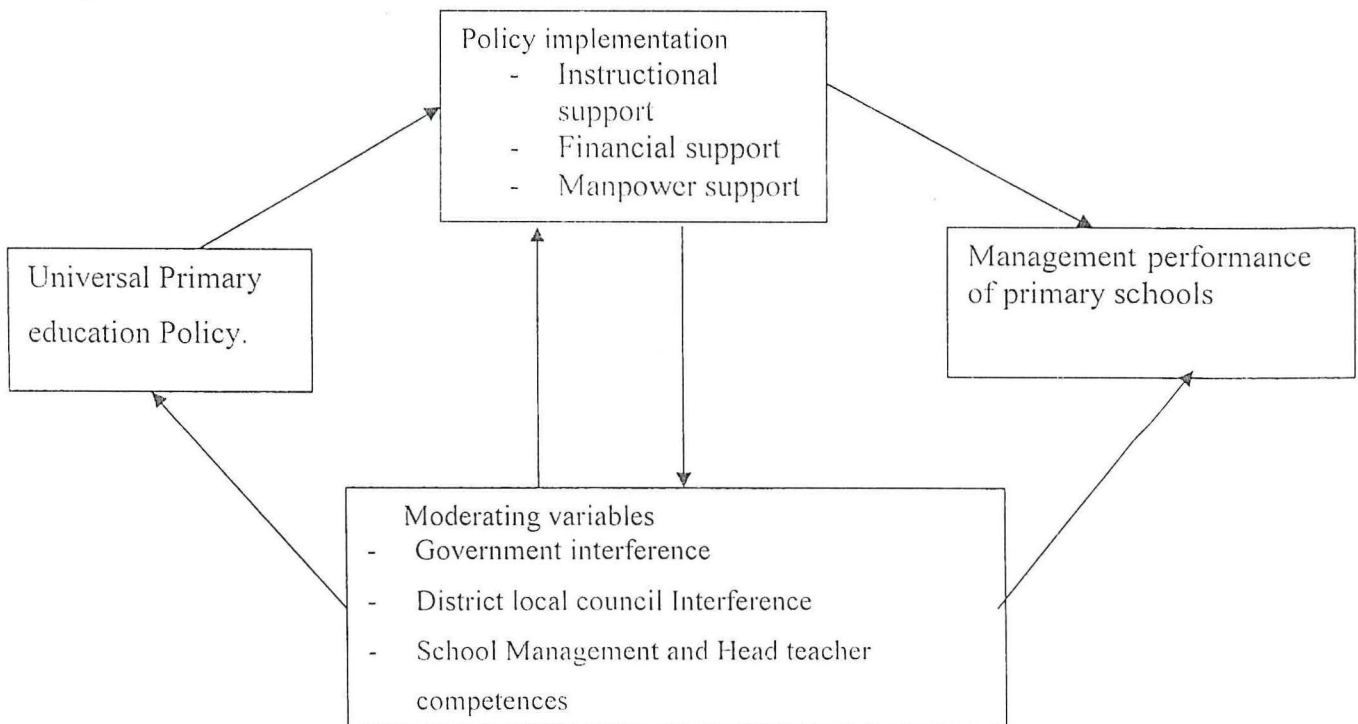 Policy implementation
- Instructional
support
- Financial support
- Manpower support
Universal Primary
education Policy.
Management performance
of primary schools
Moderating variables
- Government interference
- District local council Interference
- School Management and Head teacher
competences